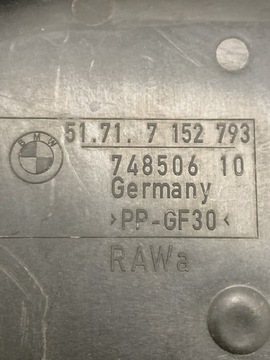 BMW
51.71. 7 152 793
748506 10
Germany
>PP-GF30<
RAWa